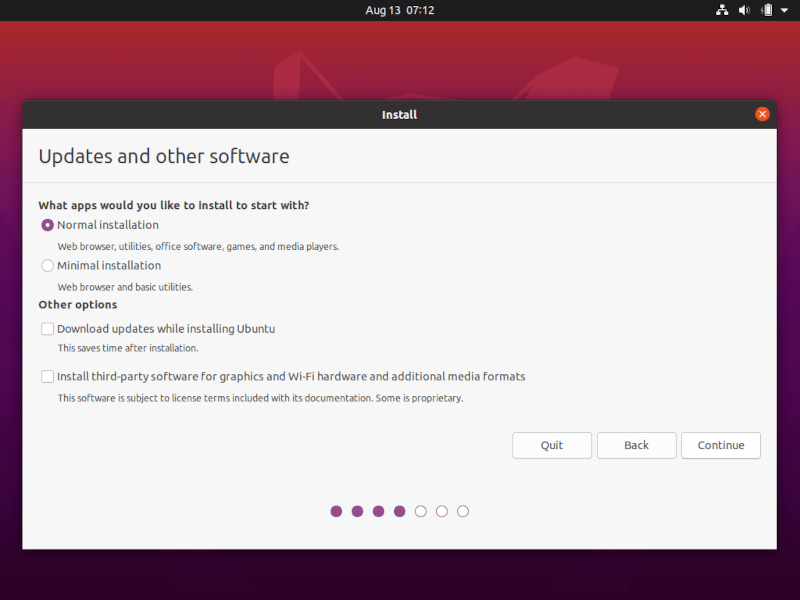 Aug 13 07:12
Install
Updates and other software
What apps would you like to install to start with?
Normal installation
Web browser, utilities, office software, games, and media players.
Minimal installation
Web browser and basic utilities.
Other options
Download updates while installing Ubuntu
This saves time after installation.
Install third-party software for graphics and Wi-Fi hardware and additional media formats
This software is subject to license terms included with its documentation. Some is proprietary.
Quit Back Continue